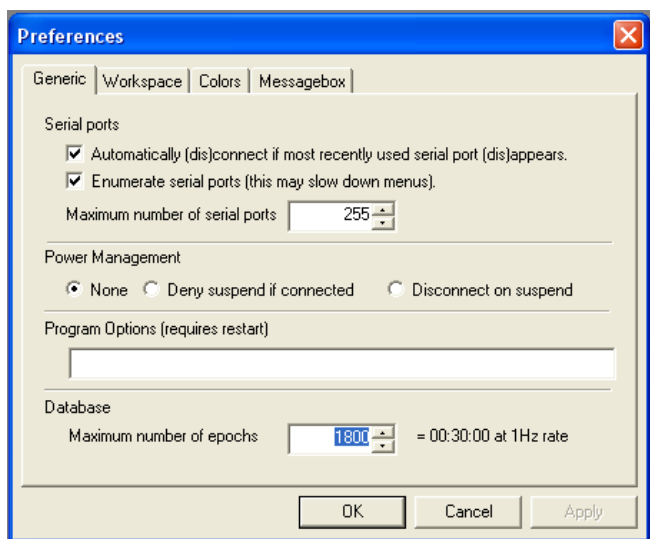 Preferences
Generic Workspace Colors Messagebox
Serial ports
Automatically (dis)connect if most recently used serial port (dis)appears.
Enumerate serial ports (this may slow down menus).
Maximum number of serial ports 255
Power Management
None Deny suspend if connected Disconnect on suspend
Program Options (requires restart)
Database
Maximum number of epochs 1800 = 00:30:00 at 1Hz rate
OK Cancel Apply